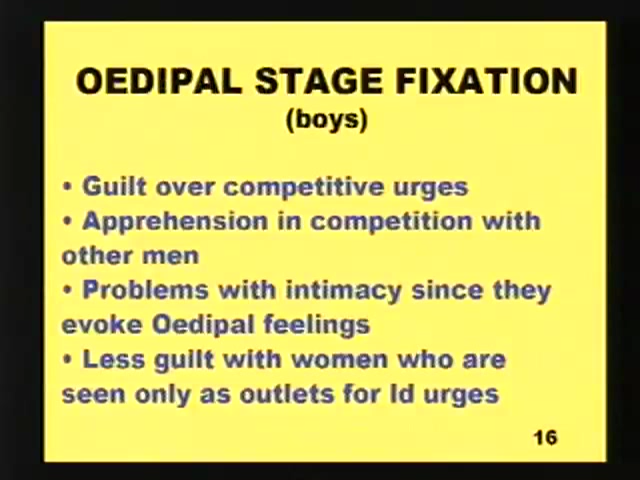 OEDIPAL STAGE FIXATION
(boys)
• Guilt over competitive urges
• Apprehension in competition with
other men
• Problems with intimacy since they
evoke Oedipal feelings
• Less guilt with women who are
seen only as outlets for Id urges
16